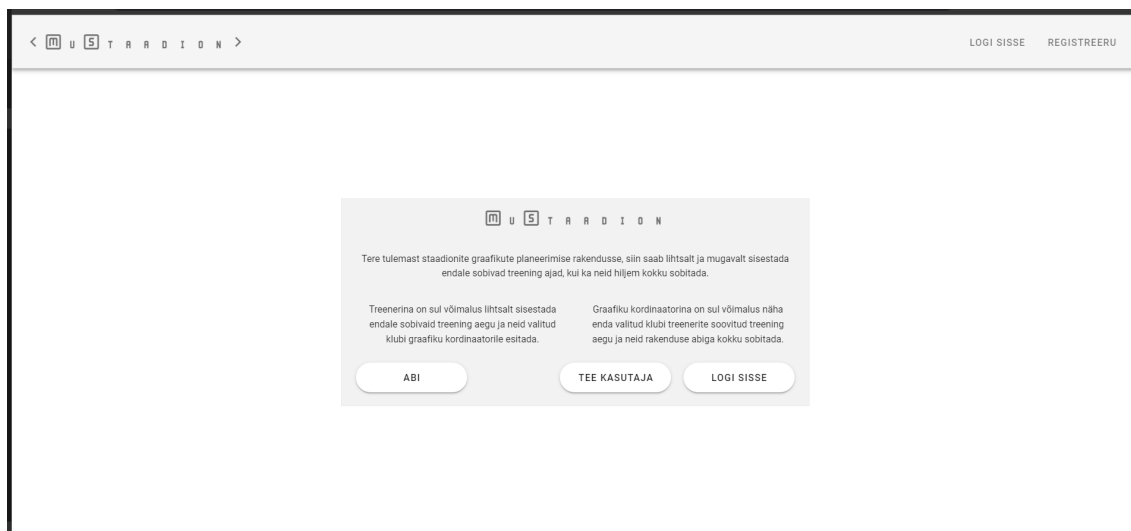 < MUSTAADION >
LOGI SISSE REGISTREERU
MUSTAADION
Tere tulemast staadionite graafikute planeerimise rakendusse, siin saab lihtsalt ja mugavalt sisestada
endale sobivad treening ajad, kui ka neid hiljem kokku sobitada.
Treenerina on sul võimalus lihtsalt sisestada
endale sobivaid treening aegu ja neid valitud
klubi graafiku kordinaatorile esitada.
Graafiku kordinaatorina on sul võimalus näha
enda valitud klubi treenerite soovitud treening
aegu ja neid rakenduse abiga kokku sobitada.
ABI
TEE KASUTAJA
LOGI SISSE